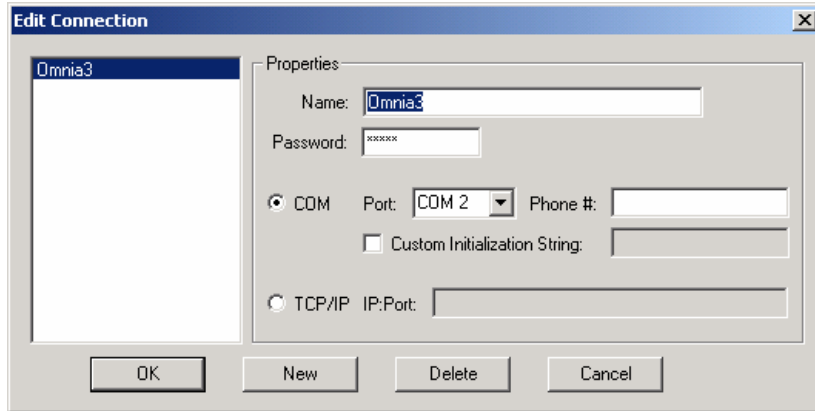 Edit Connection
Omnia3
Properties
Name: Omnia3
Password: xxxxx
COM Port: COM 2 Phone #:
Custom Initialization String:
TCP/IP IP:Port:
OK New Delete Cancel